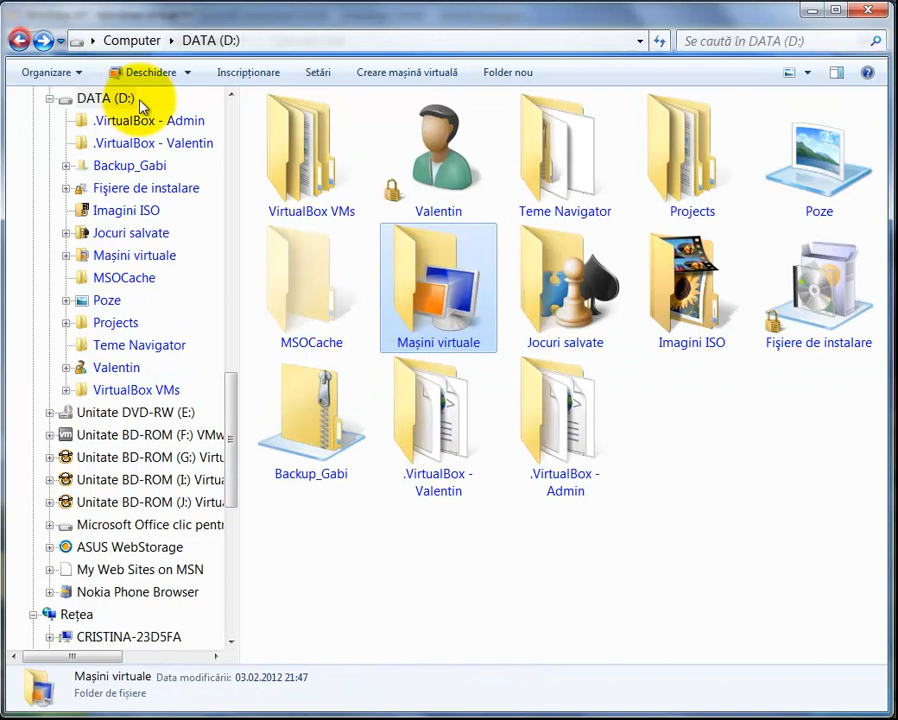 Computer DATA (D:)
Se caută în DATA (D:)
Organizare Deschidere Inscripționare Setări Creare mașină virtuală Folder nou
DATA (D:)
.VirtualBox - Admin
.VirtualBox - Valentin
Backup_Gabi
Fișiere de instalare
Imagini ISO
Jocuri salvate
Mașini virtuale
MSOCache
Poze
Projects
Teme Navigator
Valentin
VirtualBox VMs
Unitate DVD-RW (E:)
Unitate BD-ROM (F:) VMw
Unitate BD-ROM (G:) Virtu
Unitate BD-ROM (I:) Virtua
Unitate BD-ROM (J:) Virtua
Microsoft Office clic pentr
ASUS WebStorage
My Web Sites on MSN
Nokia Phone Browser
Rețea
CRISTINA-23D5FA
VirtualBox VMs Valentin Teme Navigator Projects Poze
MSOCache Mașini virtuale Jocuri salvate Imagini ISO Fișiere de instalare
Backup_Gabi .VirtualBox - .VirtualBox -
Valentin Admin
Mașini virtuale Data modificării: 03.02.2012 21:47
Folder de fișiere